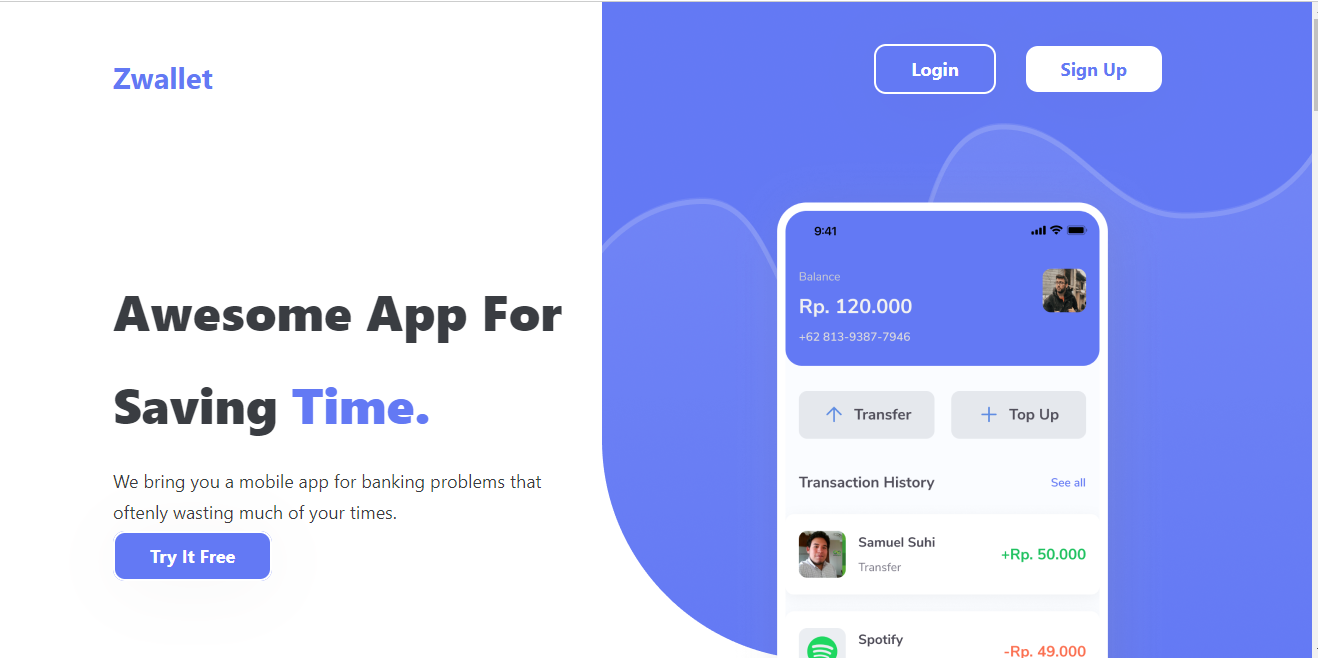 Zwallet
Login
Sign Up
Awesome App For
Saving Time.
We bring you a mobile app for banking problems that
oftenly wasting much of your times.
Try It Free
9:41
Balance
Rp. 120.000
+62 813-9387-7946
Transfer
Top Up
Transaction History
See all
Samuel Suhi
Transfer
+Rp. 50.000
Spotify
-Rp. 49.000